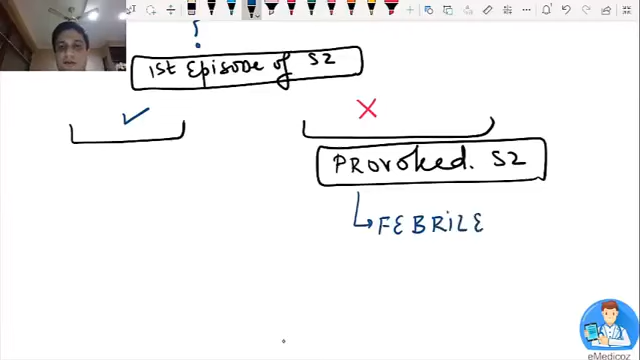 ?
1st Episode of SZ
✓ X
PROVOKED. SZ
↳ FEBRILE
eMedicoz